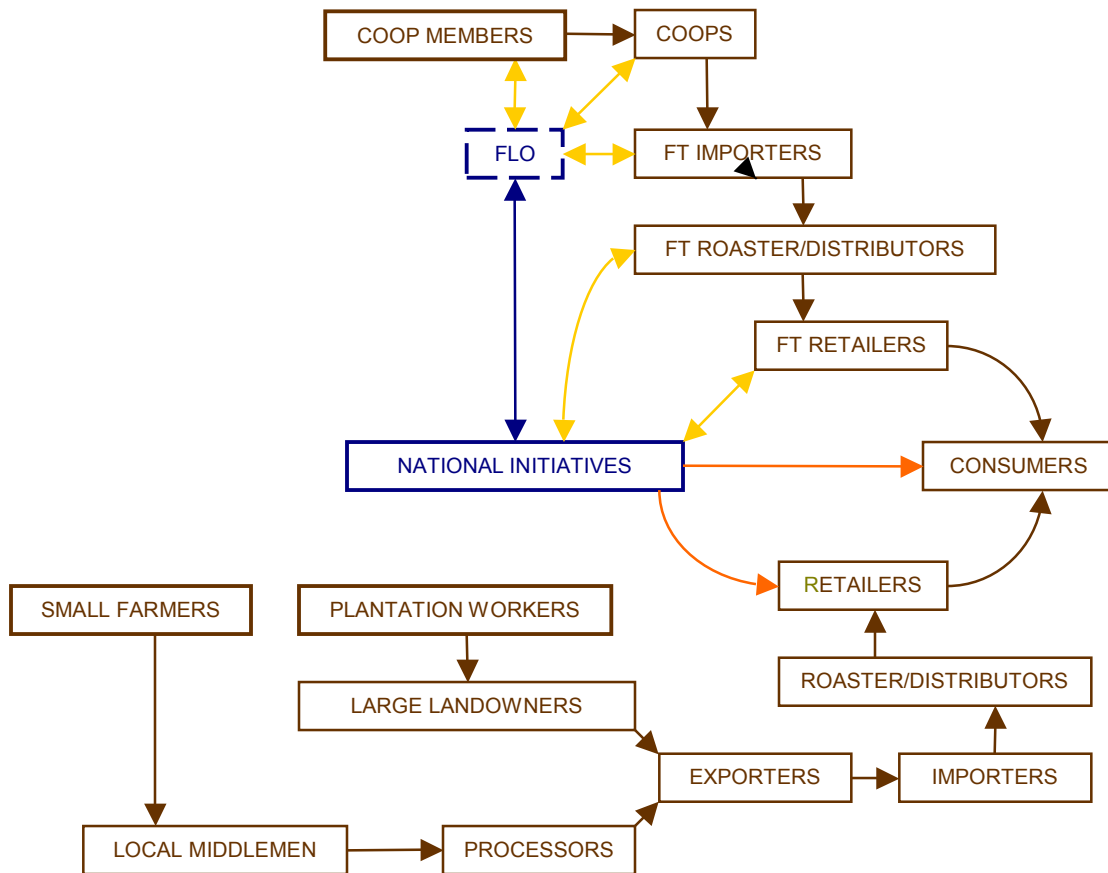 COOP MEMBERS
COOPS
FLO
FT IMPORTERS
FT ROASTER/DISTRIBUTORS
FT RETAILERS
NATIONAL INITIATIVES
CONSUMERS
RETAILERS
SMALL FARMERS
PLANTATION WORKERS
ROASTER/DISTRIBUTORS
LARGE LANDOWNERS
EXPORTERS
IMPORTERS
LOCAL MIDDLEMEN
PROCESSORS